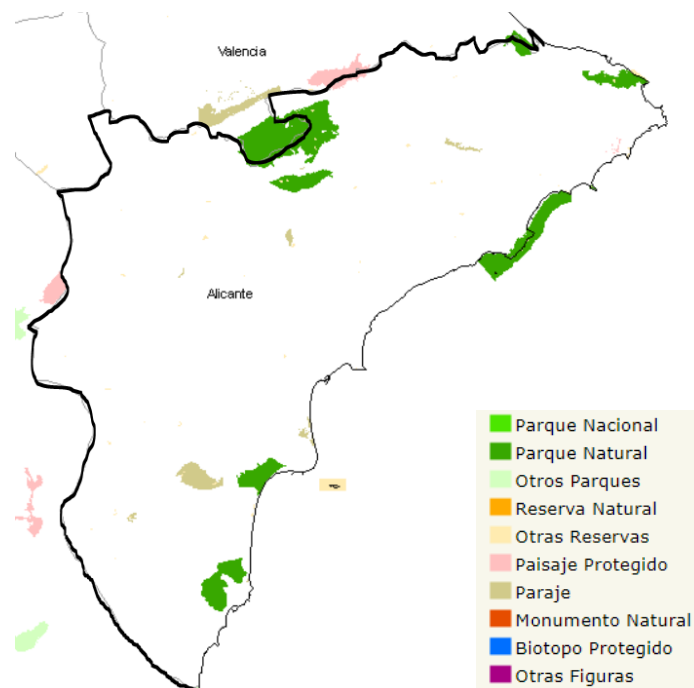 Valencia
Alicante
Parque Nacional
Parque Natural
Otros Parques
Reserva Natural
Otras Reservas
Paisaje Protegido
Paraje
Monumento Natural
Biotopo Protegido
Otras Figuras